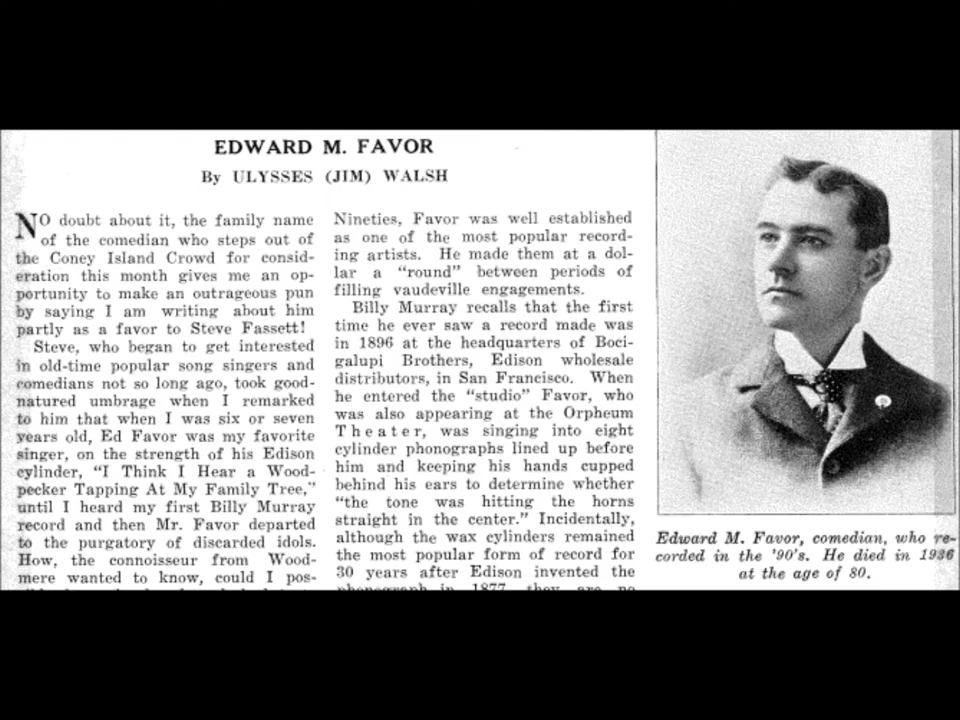 EDWARD M. FAVOR
By ULYSSES (JIM) WALSH
NO doubt about it, the family name
of the comedian who steps out of
the Coney Island Crowd for consid-
eration this month gives me an op-
portunity to make an outrageous pun
by saying I am writing about him
partly as a favor to Steve Fassett!
Steve, who began to get interested
in old-time popular song singers and
comedians not so long ago, took good-
natured umbrage when I remarked
to him that when I was six or seven
years old, Ed Favor was my favorite
singer, on the strength of his Edison
cylinder, "I Think I Hear a Wood-
pecker Tapping At My Family Tree,"
until I heard my first Billy Murray
record and then Mr. Favor departed
to the purgatory of discarded idols.
How, the connoisseur from Wood-
mere wanted to know, could I pos-
Nineties, Favor was well established
as one of the most popular record-
ing artists. He made them at a dol-
lar a "round" between periods of
filling vaudeville engagements.
Billy Murray recalls that the first
time he ever saw a record made was
in 1896 at the headquarters of Boci-
galupi Brothers, Edison wholesale
distributors, in San Francisco. When
he entered the "studio" Favor, who
was also appearing at the Orpheum
Theater, was singing into eight
cylinder phonographs lined up before
him and keeping his hands cupped
behind his ears to determine whether
"the tone was hitting the horns
straight in the center." Incidentally,
although the wax cylinders remained
the most popular form of record for
30 years after Edison invented the
phonograph in 1877, they are no
Edward M. Favor, comedian, who re-
corded in the '90's. He died in 1936
at the age of 80.